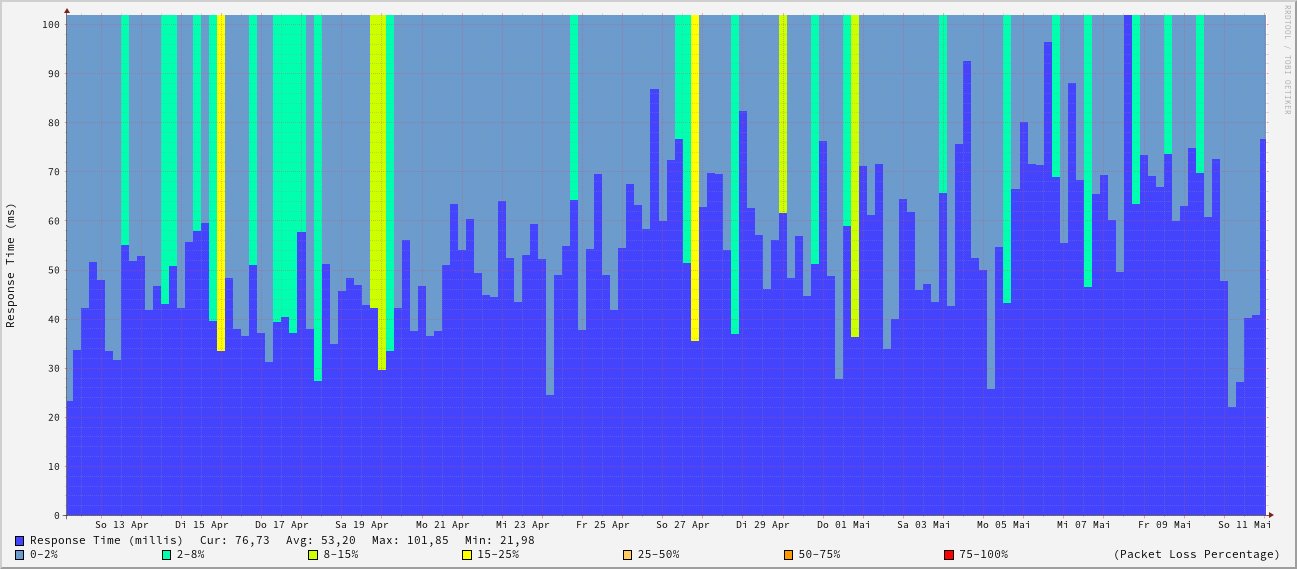 RRDTOOL / TOBI OETIKER
Response Time (ms)
100
90
80
70
60
50
40
30
20
10
0
So 13 Apr Di 15 Apr Do 17 Apr Sa 19 Apr Mo 21 Apr Mi 23 Apr Fr 25 Apr So 27 Apr Di 29 Apr Do 01 Mai Sa 03 Mai Mo 05 Mai Mi 07 Mai Fr 09 Mai So 11 Mai
Response Time (millis) Cur: 76,73 Avg: 53,20 Max: 101,85 Min: 21,98
0-2% 2-8% 8-15% 15-25% 25-50% 50-75% 75-100% (Packet Loss Percentage)